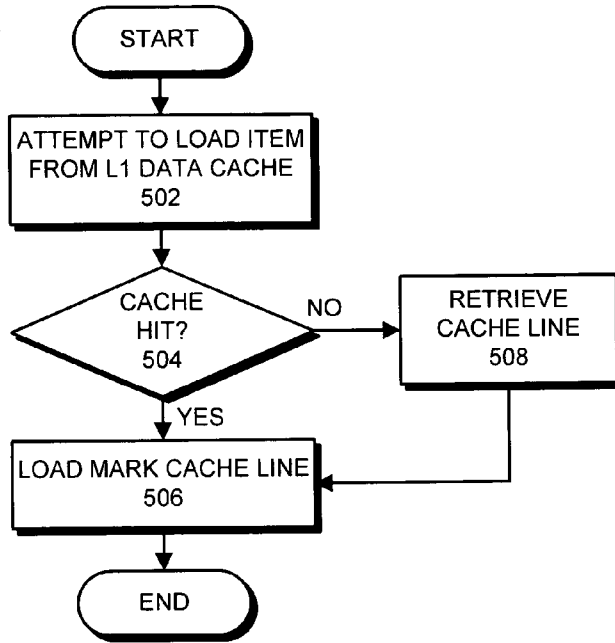 START
ATTEMPT TO LOAD ITEM
FROM L1 DATA CACHE
502
CACHE
HIT?
504
NO
RETRIEVE
CACHE LINE
508
YES
LOAD MARK CACHE LINE
506
END